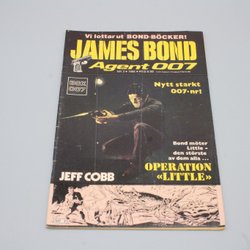 Vi lottar ut BOND-BÖCKER!
JAMES BOND
Agent 007
Nytt starkt
007-nr!
Bond möter
Little -
den störste
av dem alla ...
OPERATION
«LITTLE»
JEFF COBB